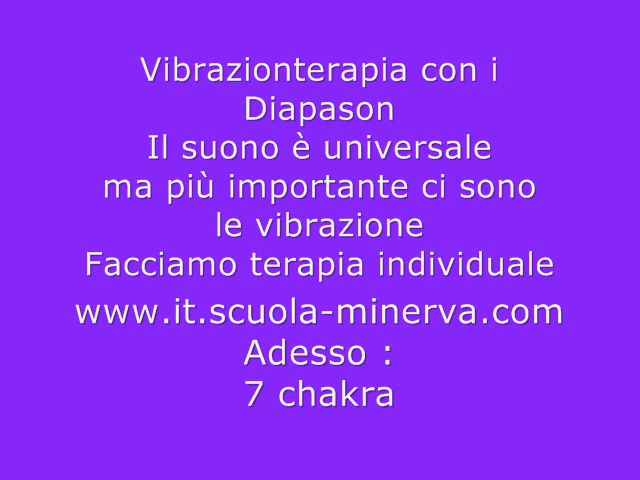 Vibrazionterapia con i
Diapason
Il suono è universale
ma più importante ci sono
le vibrazione
Facciamo terapia individuale
www.it.scuola-minerva.com
Adesso :
7 chakra